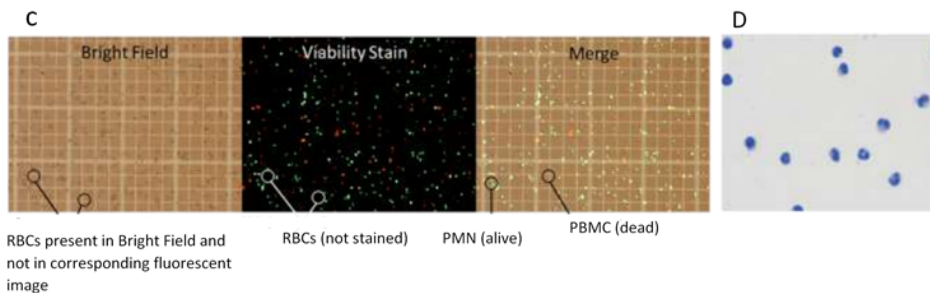 C
D
Bright Field
Viability Stain
Merge
RBCs present in Bright Field and
not in corresponding fluorescent
image
RBCs (not stained)
PMN (alive)
PBMC (dead)